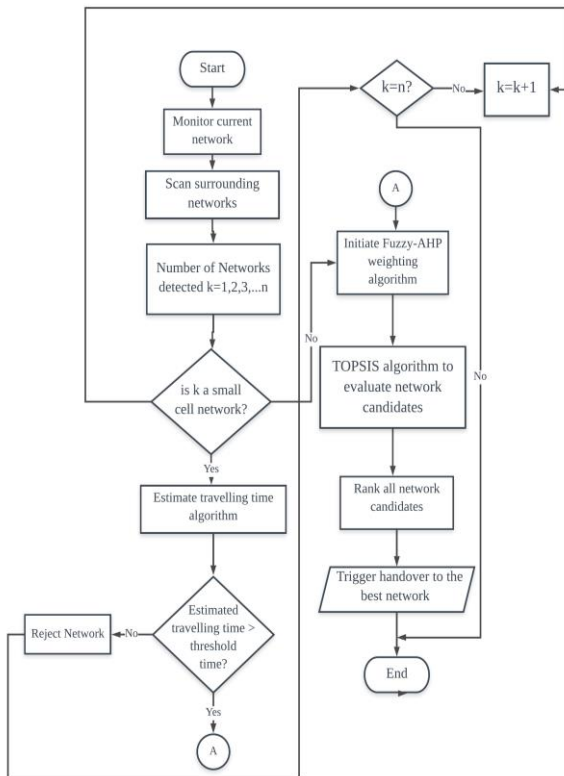 Start
Monitor current
network
Scan surrounding
networks
Number of Networks
detected k=1,2,3,...n
is k a small
cell network?
No
Yes
Estimate travelling time
algorithm
Estimated
travelling time >
threshold
time?
No
Reject Network
Yes
A
k=n?
No
k=k+1
A
Initiate Fuzzy-AHP
weighting
algorithm
TOPSIS algorithm to
evaluate network
candidates
No
Rank all network
candidates
Trigger handover to the
best network
End